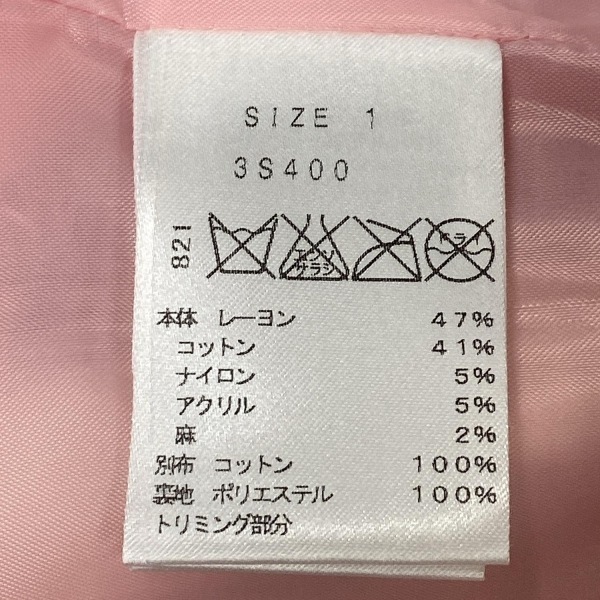 SIZE 1
3S400
821
エンソ
サラシ
ドライ
本体 レーヨン 47%
コットン 41%
ナイロン 5%
アクリル 5%
麻 2%
別布 コットン 100%
裏地 ポリエステル 100%
トリミング部分